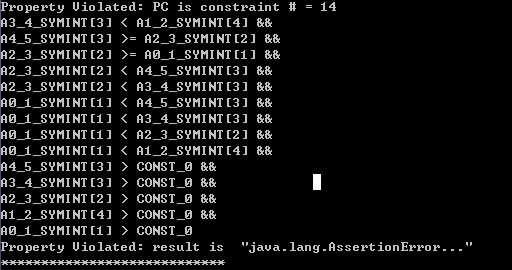 Property Violated: PC is constraint # = 14
A3_4_SYMINT[3] < A1_2_SYMINT[4] &&
A4_5_SYMINT[3] >= A2_3_SYMINT[2] &&
A2_3_SYMINT[2] >= A0_1_SYMINT[1] &&
A2_3_SYMINT[2] < A4_5_SYMINT[3] &&
A2_3_SYMINT[2] < A3_4_SYMINT[3] &&
A0_1_SYMINT[1] < A4_5_SYMINT[3] &&
A0_1_SYMINT[1] < A3_4_SYMINT[3] &&
A0_1_SYMINT[1] < A2_3_SYMINT[2] &&
A0_1_SYMINT[1] < A1_2_SYMINT[4] &&
A4_5_SYMINT[3] > CONST_0 &&
A3_4_SYMINT[3] > CONST_0 &&
A2_3_SYMINT[2] > CONST_0 &&
A1_2_SYMINT[4] > CONST_0 &&
A0_1_SYMINT[1] > CONST_0
Property Violated: result is  "java.lang.AssertionError..."
****************************